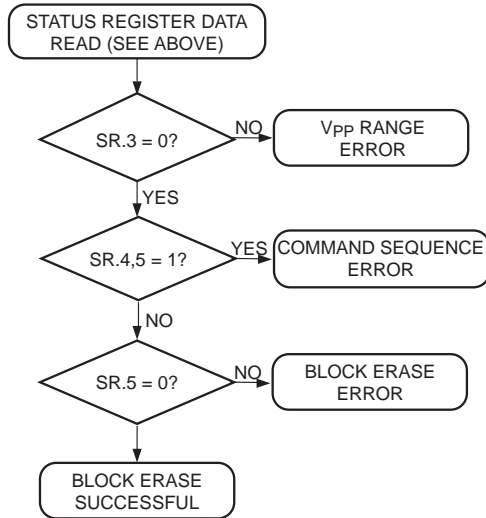 STATUS REGISTER DATA
READ (SEE ABOVE)
SR.3 = 0?
NO
VPP RANGE
ERROR
YES
SR.4,5 = 1?
YES
COMMAND SEQUENCE
ERROR
NO
SR.5 = 0?
NO
BLOCK ERASE
ERROR
BLOCK ERASE
SUCCESSFUL